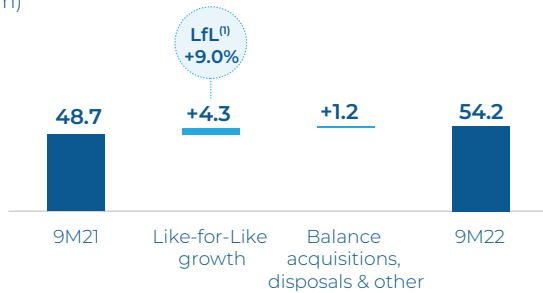 n)
LfL(1)
+9.0%
48.7
+4.3
+1.2
54.2
9M21
Like-for-Like
growth
Balance
acquisitions,
disposals & other
9M22